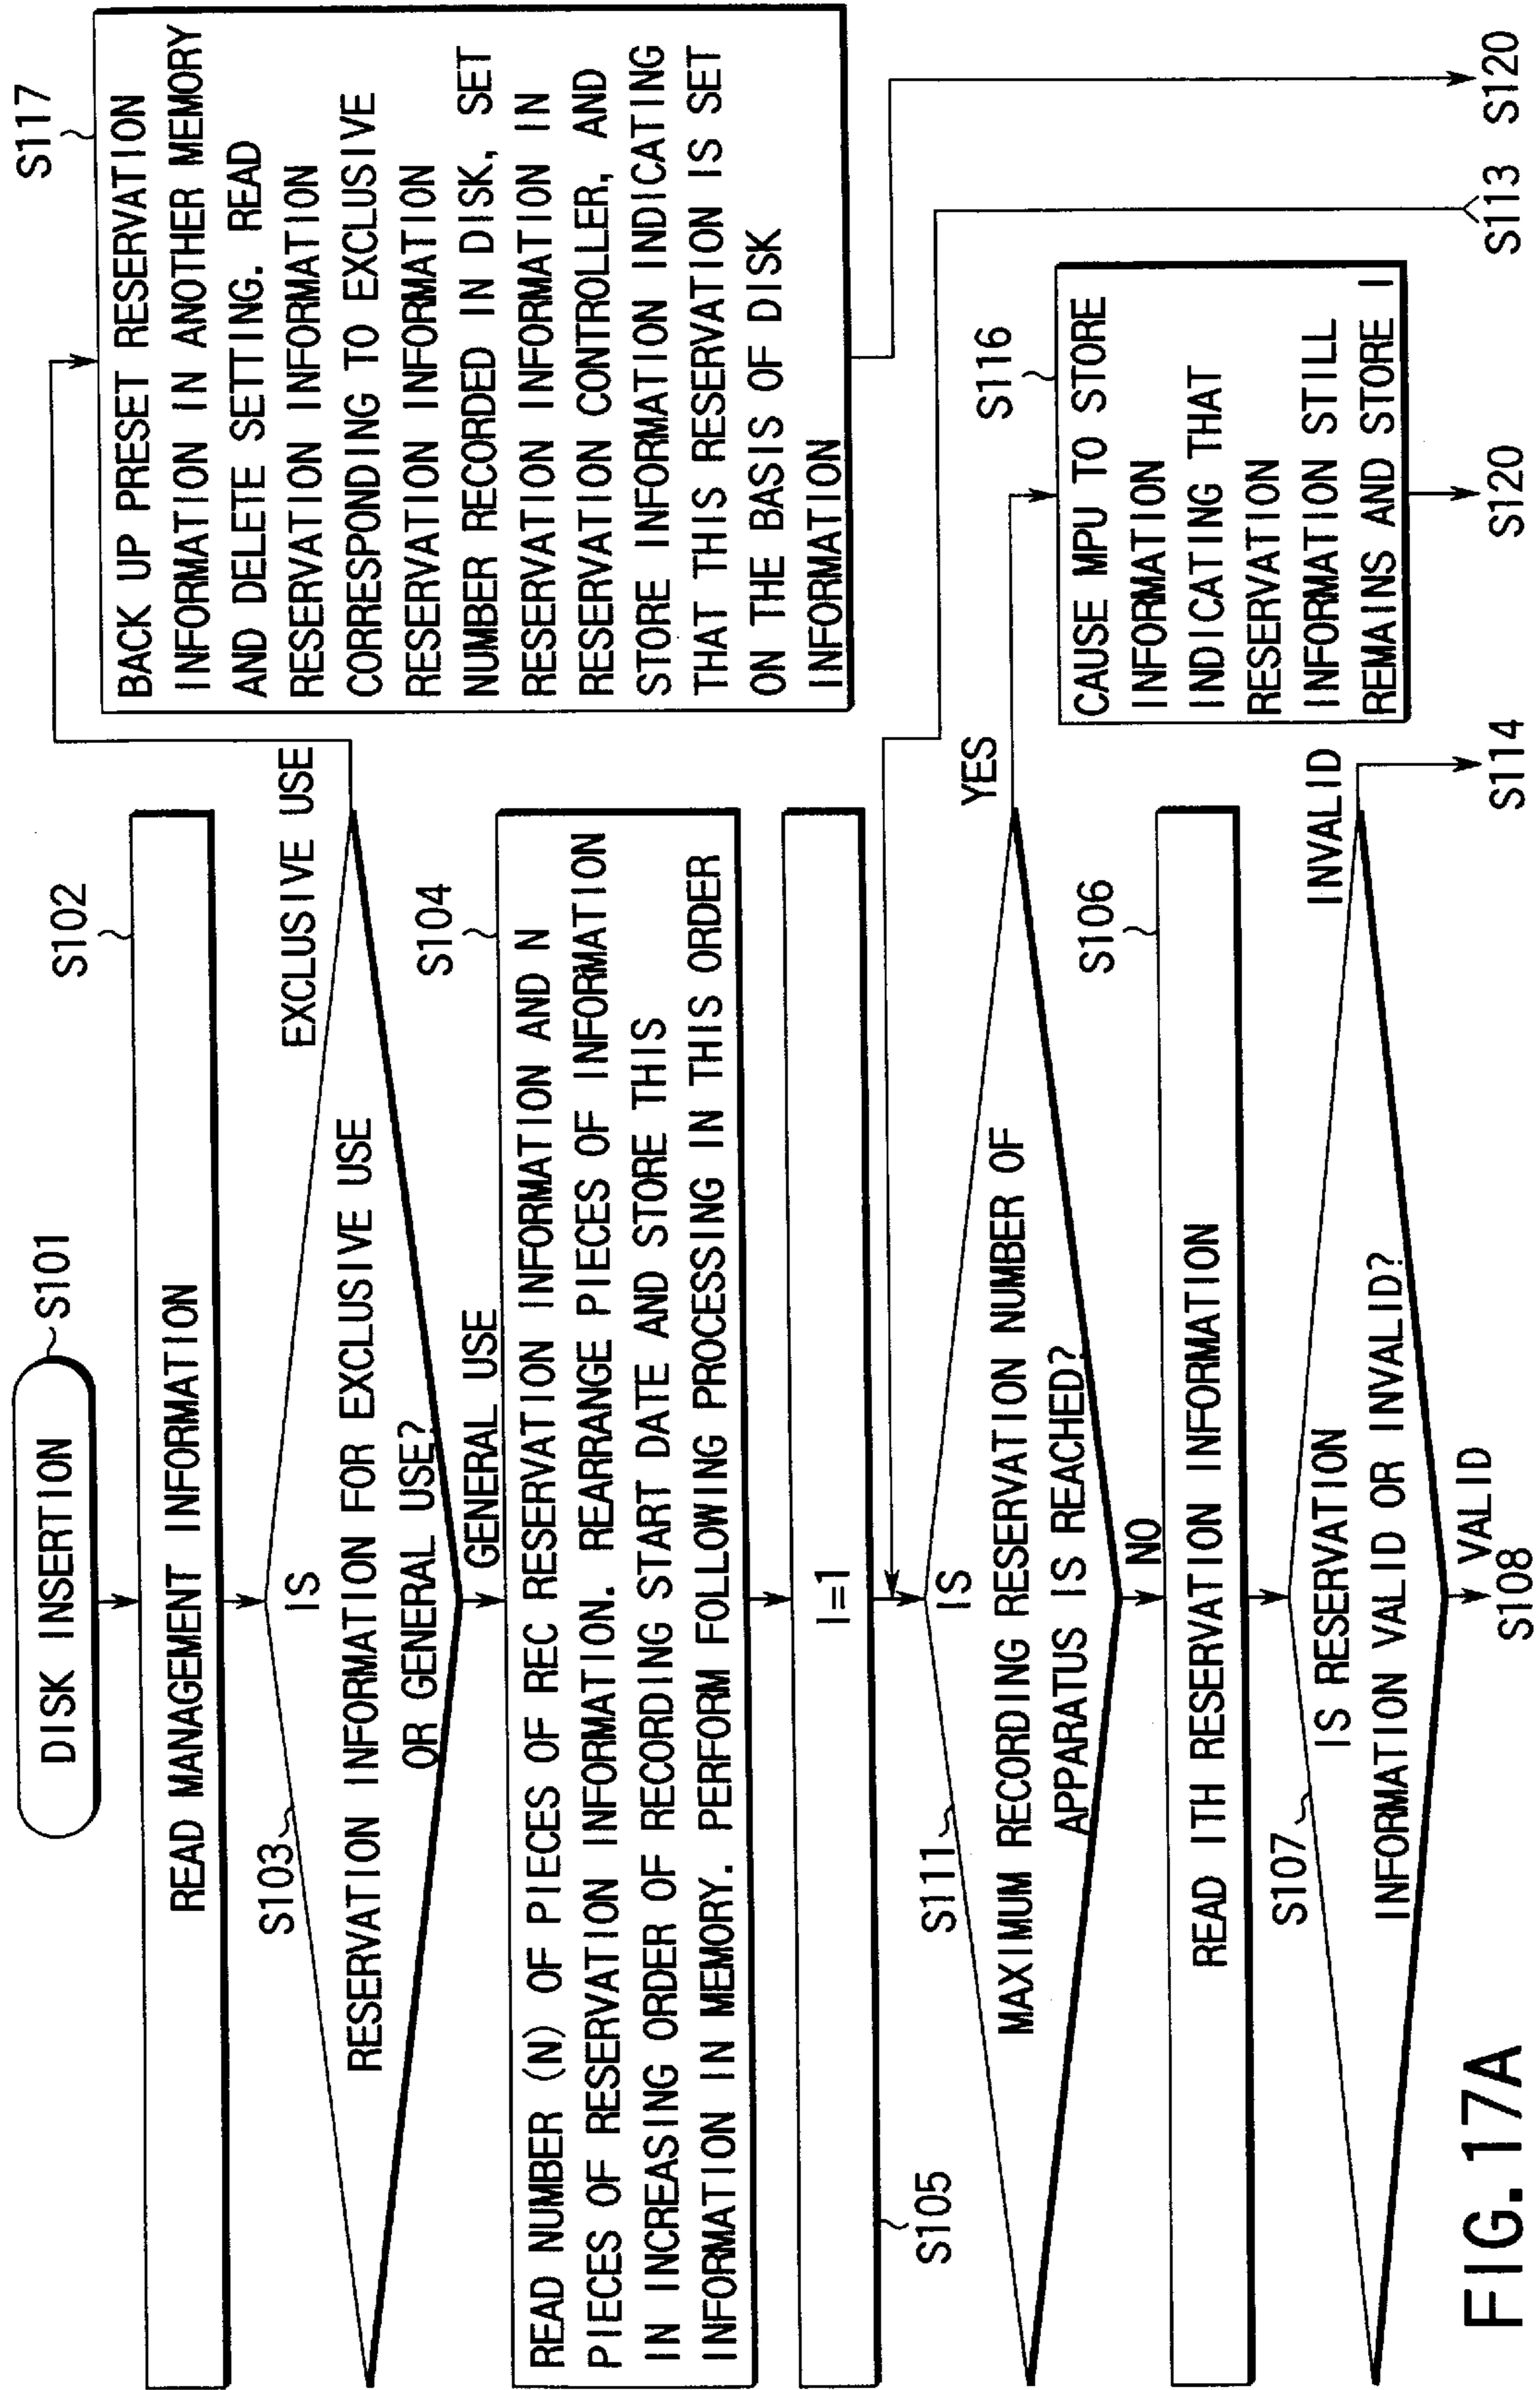 DISK INSERTION
S101
S102
READ MANAGEMENT INFORMATION
S103
IS
RESERVATION INFORMATION FOR EXCLUSIVE USE
OR GENERAL USE?
EXCLUSIVE USE
GENERAL USE
S117
BACK UP PRESET RESERVATION
INFORMATION IN ANOTHER MEMORY
AND DELETE SETTING. READ
RESERVATION INFORMATION
CORRESPONDING TO EXCLUSIVE
RESERVATION INFORMATION
NUMBER RECORDED IN DISK, SET
RESERVATION INFORMATION IN
RESERVATION CONTROLLER, AND
STORE INFORMATION INDICATING
THAT THIS RESERVATION IS SET
ON THE BASIS OF DISK
INFORMATION
S104
READ NUMBER (N) OF PIECES OF REC RESERVATION INFORMATION AND N
PIECES OF RESERVATION INFORMATION. REARRANGE PIECES OF INFORMATION
IN INCREASING ORDER OF RECORDING START DATE AND STORE THIS
INFORMATION IN MEMORY. PERFORM FOLLOWING PROCESSING IN THIS ORDER
I=1
S105
S111
IS
MAXIMUM RECORDING RESERVATION NUMBER OF
APPARATUS IS REACHED?
YES
NO
S116
CAUSE MPU TO STORE
INFORMATION
INDICATING THAT
RESERVATION
INFORMATION STILL
REMAINS AND STORE I
S106
READ ITH RESERVATION INFORMATION
S107
IS RESERVATION
INFORMATION VALID OR INVALID?
INVALID
VALID
S108
S114
S120
S113
S120
FIG. 17A